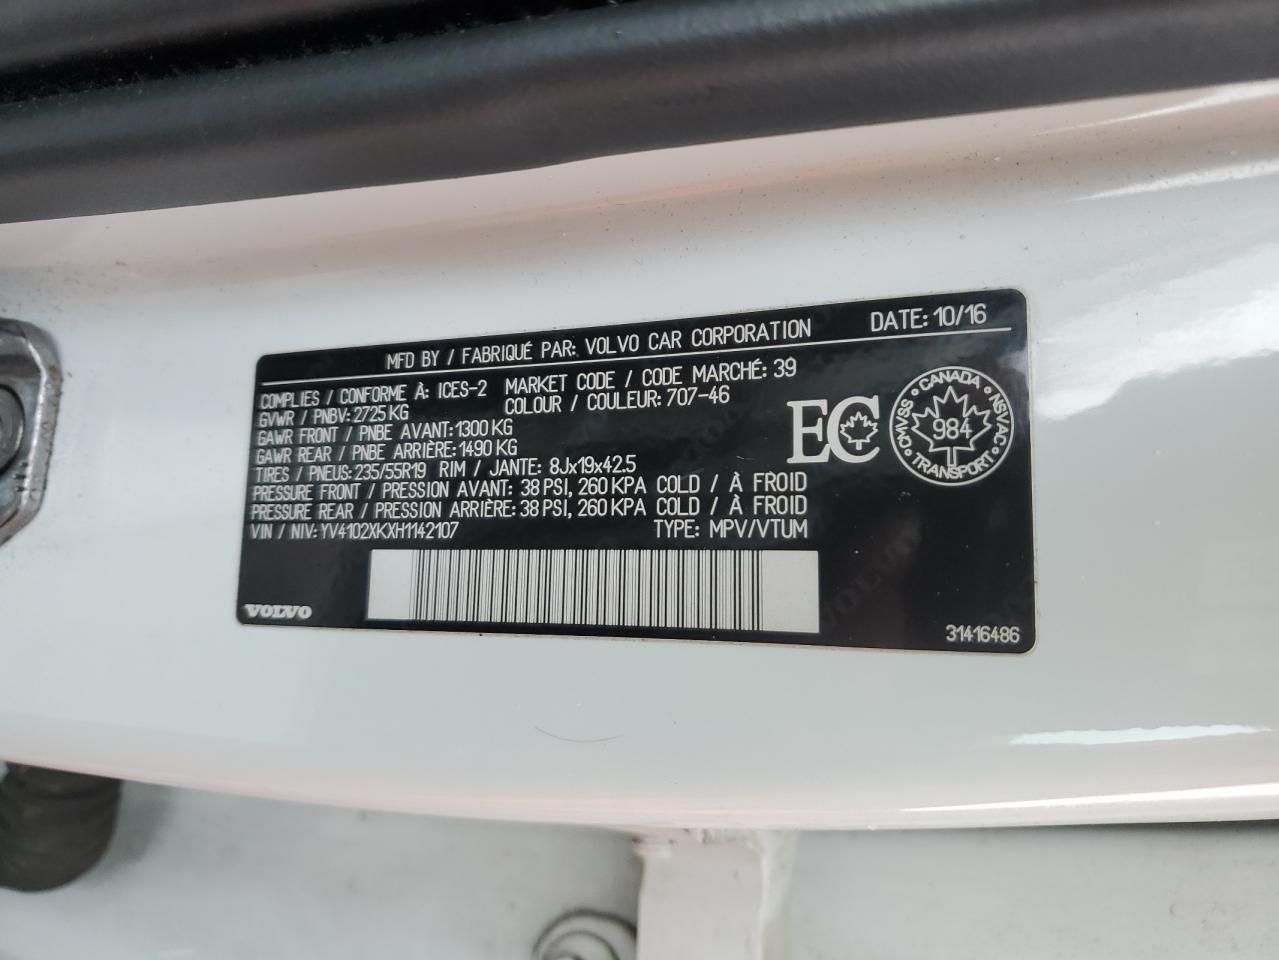 MFD BY / FABRIQUÉ PAR: VOLVO CAR CORPORATION DATE: 10/16
COMPLIES / CONFORME À: ICES-2 MARKET CODE / CODE MARCHÉ: 39
GVWR / PNBV: 2725 KG COLOUR / COULEUR: 707-46
GAWR FRONT / PNBE AVANT: 1300 KG
GAWR REAR / PNBE ARRIÈRE: 1490 KG
TIRES / PNEUS: 235/55R19 RIM / JANTE: 8Jx19x42.5
PRESSURE FRONT / PRESSION AVANT: 38 PSI, 260 KPA COLD / À FROID
PRESSURE REAR / PRESSION ARRIÈRE: 38 PSI, 260 KPA COLD / À FROID
VIN / NIV: YV4102XKXH1142107 TYPE: MPV/VTUM
EC
CMVSS • CANADA • NSVAC
984
TRANSPORT
VOLVO
31416486